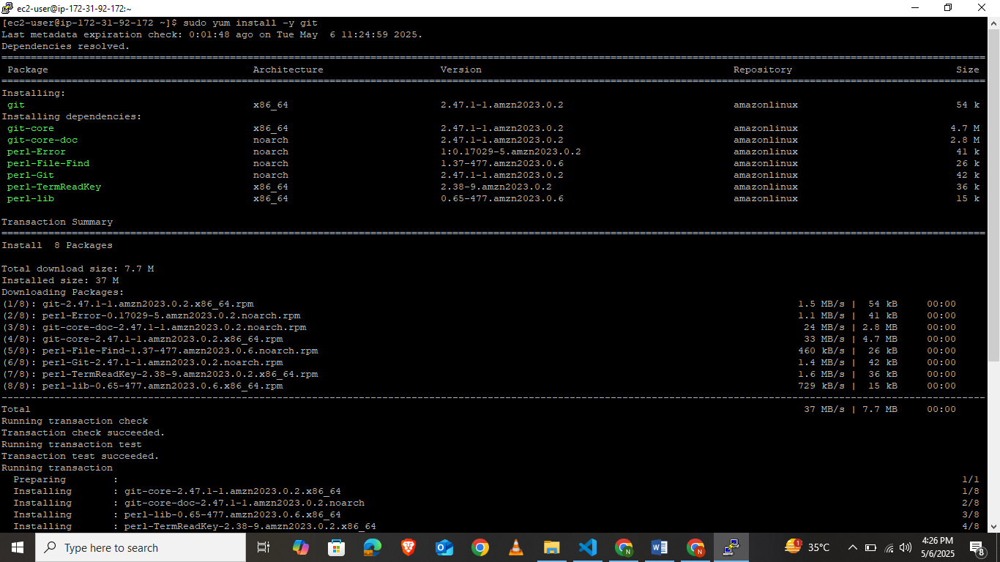 ec2-user@ip-172-31-92-172:~
[ec2-user@ip-172-31-92-172 ~]$ sudo yum install -y git
Last metadata expiration check: 0:01:48 ago on Tue May  6 11:24:59 2025.
Dependencies resolved.
Package Architecture Version Repository Size
Installing:
git x86_64 2.47.1-1.amzn2023.0.2 amazonlinux 54 k
Installing dependencies:
git-core x86_64 2.47.1-1.amzn2023.0.2 amazonlinux 4.7 M
git-core-doc noarch 2.47.1-1.amzn2023.0.2 amazonlinux 2.8 M
perl-Error noarch 1:0.17029-5.amzn2023.0.2 amazonlinux 41 k
perl-File-Find noarch 1.37-477.amzn2023.0.6 amazonlinux 26 k
perl-Git noarch 2.47.1-1.amzn2023.0.2 amazonlinux 42 k
perl-TermReadKey x86_64 2.38-9.amzn2023.0.2 amazonlinux 36 k
perl-lib x86_64 0.65-477.amzn2023.0.6 amazonlinux 15 k
Transaction Summary
Install  8 Packages
Total download size: 7.7 M
Installed size: 37 M
Downloading Packages:
(1/8): git-2.47.1-1.amzn2023.0.2.x86_64.rpm 1.5 MB/s | 54 kB 00:00
(2/8): perl-Error-0.17029-5.amzn2023.0.2.noarch.rpm 1.1 MB/s | 41 kB 00:00
(3/8): git-core-doc-2.47.1-1.amzn2023.0.2.noarch.rpm 24 MB/s | 2.8 MB 00:00
(4/8): git-core-2.47.1-1.amzn2023.0.2.x86_64.rpm 33 MB/s | 4.7 MB 00:00
(5/8): perl-File-Find-1.37-477.amzn2023.0.6.noarch.rpm 460 kB/s | 26 kB 00:00
(6/8): perl-Git-2.47.1-1.amzn2023.0.2.noarch.rpm 1.4 MB/s | 42 kB 00:00
(7/8): perl-TermReadKey-2.38-9.amzn2023.0.2.x86_64.rpm 1.6 MB/s | 36 kB 00:00
(8/8): perl-lib-0.65-477.amzn2023.0.6.x86_64.rpm 729 kB/s | 15 kB 00:00
Total 37 MB/s | 7.7 MB 00:00
Running transaction check
Transaction check succeeded.
Running transaction test
Transaction test succeeded.
Running transaction
Preparing : 1/1
Installing : git-core-2.47.1-1.amzn2023.0.2.x86_64 1/8
Installing : git-core-doc-2.47.1-1.amzn2023.0.2.noarch 2/8
Installing : perl-lib-0.65-477.amzn2023.0.6.x86_64 3/8
Installing : perl-TermReadKey-2.38-9.amzn2023.0.2.x86_64 4/8
Type here to search
N
W
N
1
35°C
4:26 PM
5/6/2025
8